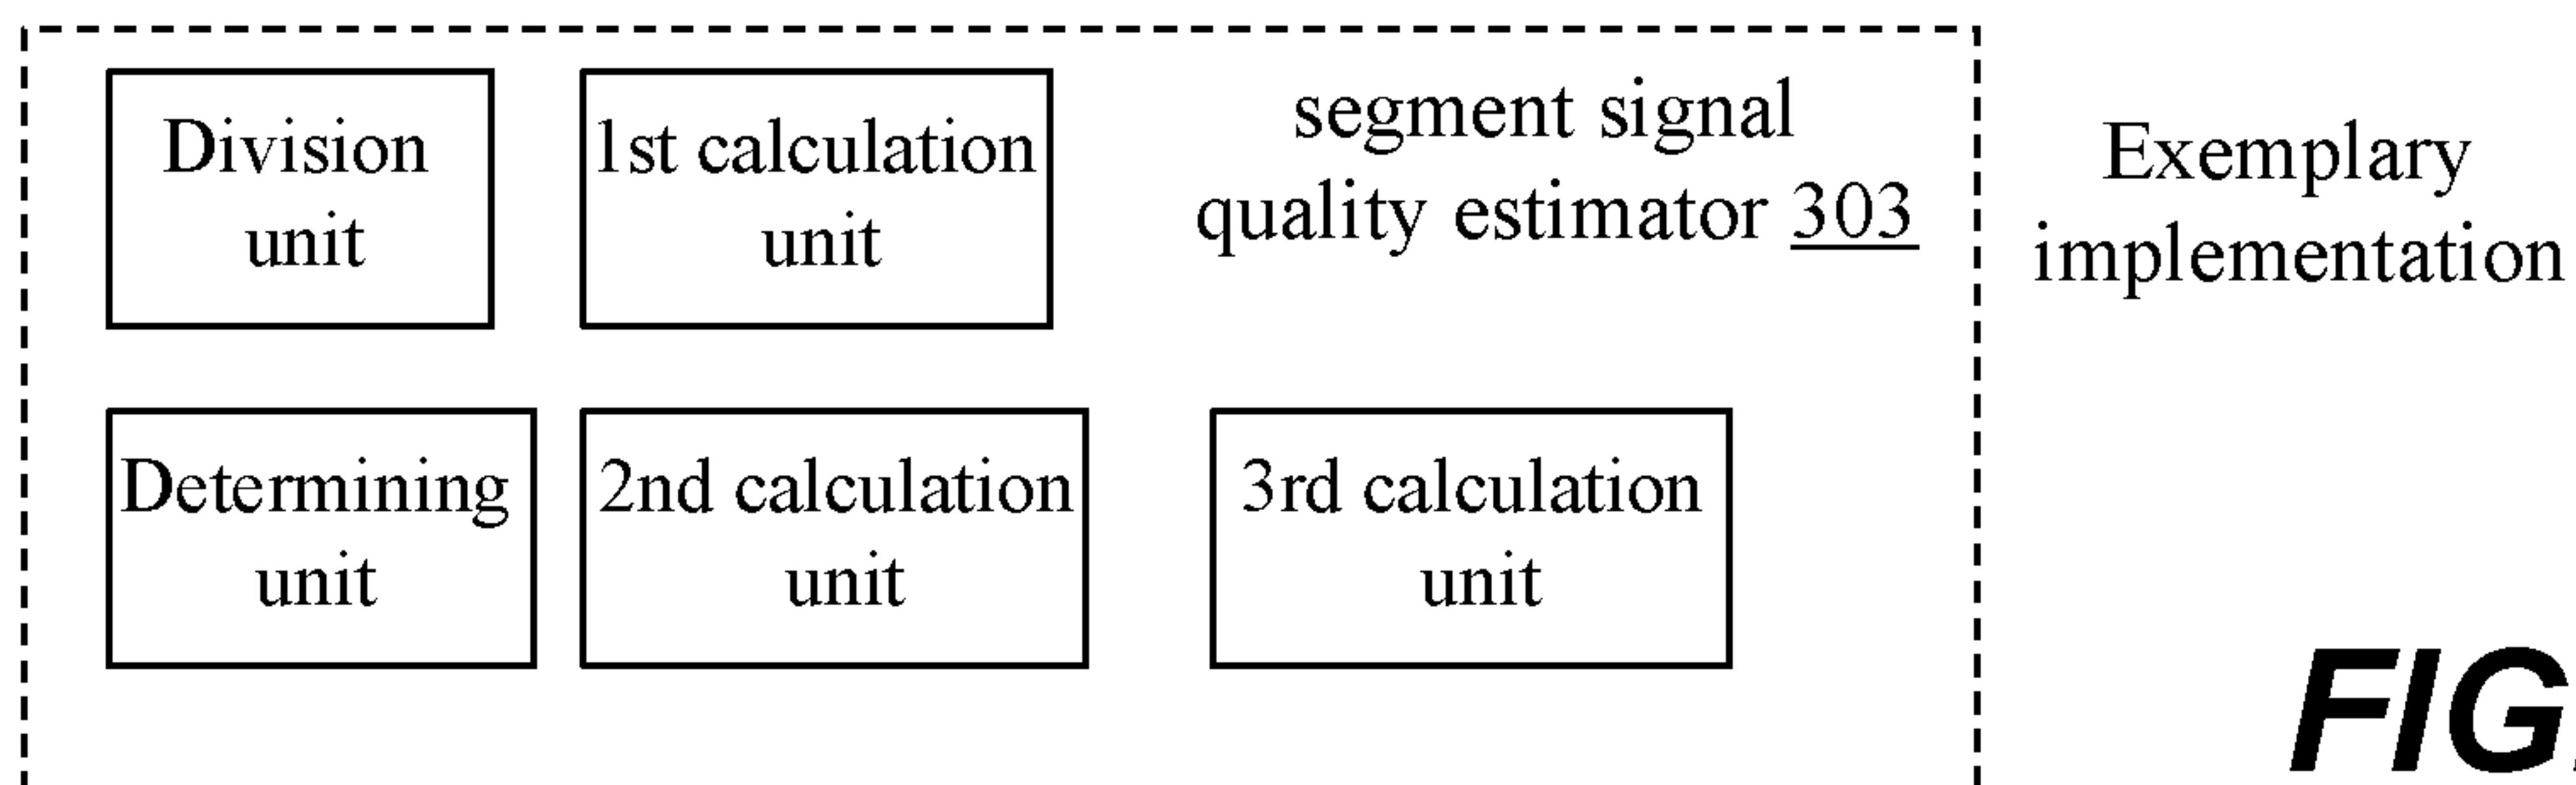 Division
unit
1st calculation
unit
segment signal
quality estimator 303
Exemplary
implementation
Determining
unit
2nd calculation
unit
3rd calculation
unit
FIG.